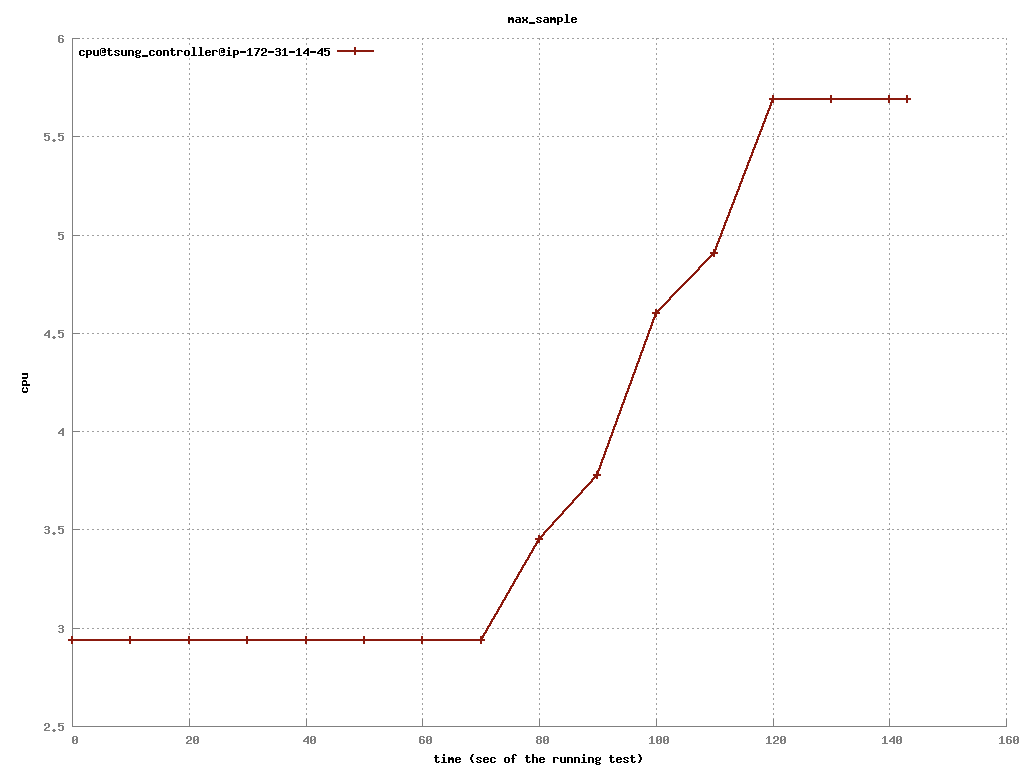 max_sample
cpu@tsung_controller@ip-172-31-14-45
6
5.5
5
4.5
4
3.5
3
2.5
cpu
0 20 40 60 80 100 120 140 160
time (sec of the running test)